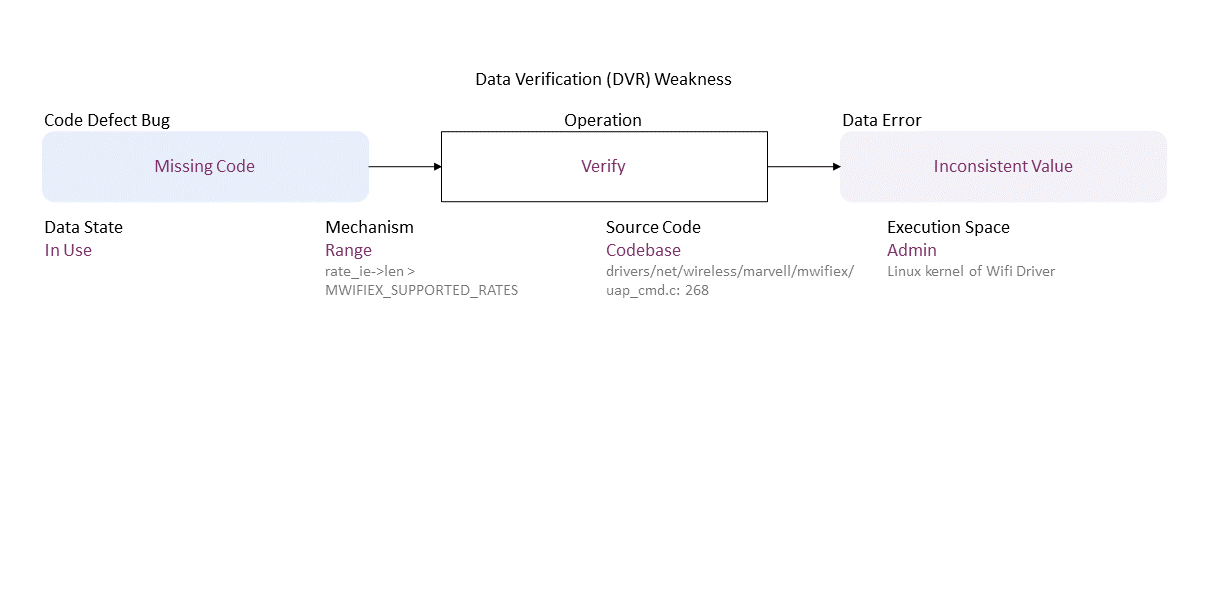 Data Verification (DVR) Weakness
Code Defect Bug
Operation
Data Error
Missing Code
Verify
Inconsistent Value
Data State
In Use
Mechanism
Range
rate_ie->len >
MWIFIEX_SUPPORTED_RATES
Source Code
Codebase
drivers/net/wireless/marvell/mwifiex/
uap_cmd.c: 268
Execution Space
Admin
Linux kernel of Wifi Driver